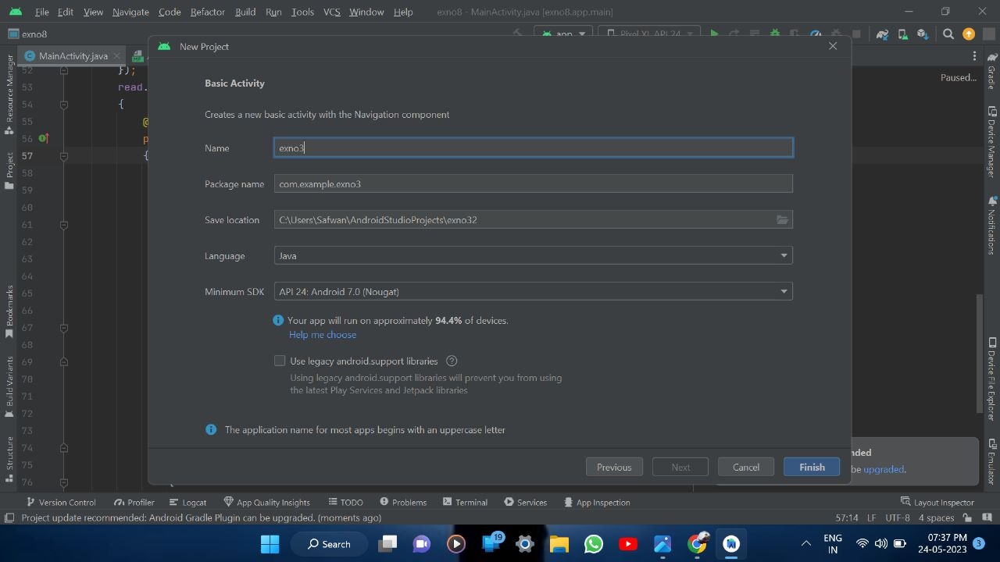 File Edit View Navigate Code Refactor Build Run Tools VCS Window Help exno8 - MainActivity.java [exno8.app.main]
exno8
app
Pixel XL API 24
MainActivity.java
New Project
Paused...
Basic Activity
Creates a new basic activity with the Navigation component
Name exno3
Package name com.example.exno3
Save location C:\Users\Safwan\AndroidStudioProjects\exno32
Language Java
Minimum SDK API 24: Android 7.0 (Nougat)
Your app will run on approximately 94.4% of devices.
Help me choose
Use legacy android.support libraries ?
Using legacy android.support libraries will prevent you from using
the latest Play Services and Jetpack libraries
The application name for most apps begins with an uppercase letter
Previous Next Cancel Finish
52 });
53 read.
54 {
55 @
56 p
57 {
58
59
60
61
62
63
64
65
66
67
68
69
70
71
72
73
74
75
76 {
nded
be upgraded.
Resource Manager
Project
Bookmarks
Build Variants
Structure
Gradle
Device Manager
Notifications
Device File Explorer
Emulator
Version Control Profiler Logcat App Quality Insights TODO Problems Terminal Services App Inspection Layout Inspector
Project update recommended: Android Gradle Plugin can be upgraded. (moments ago) 57:14 LF UTF-8 4 spaces
Search
19
ENG
IN
07:37 PM
24-05-2023
3